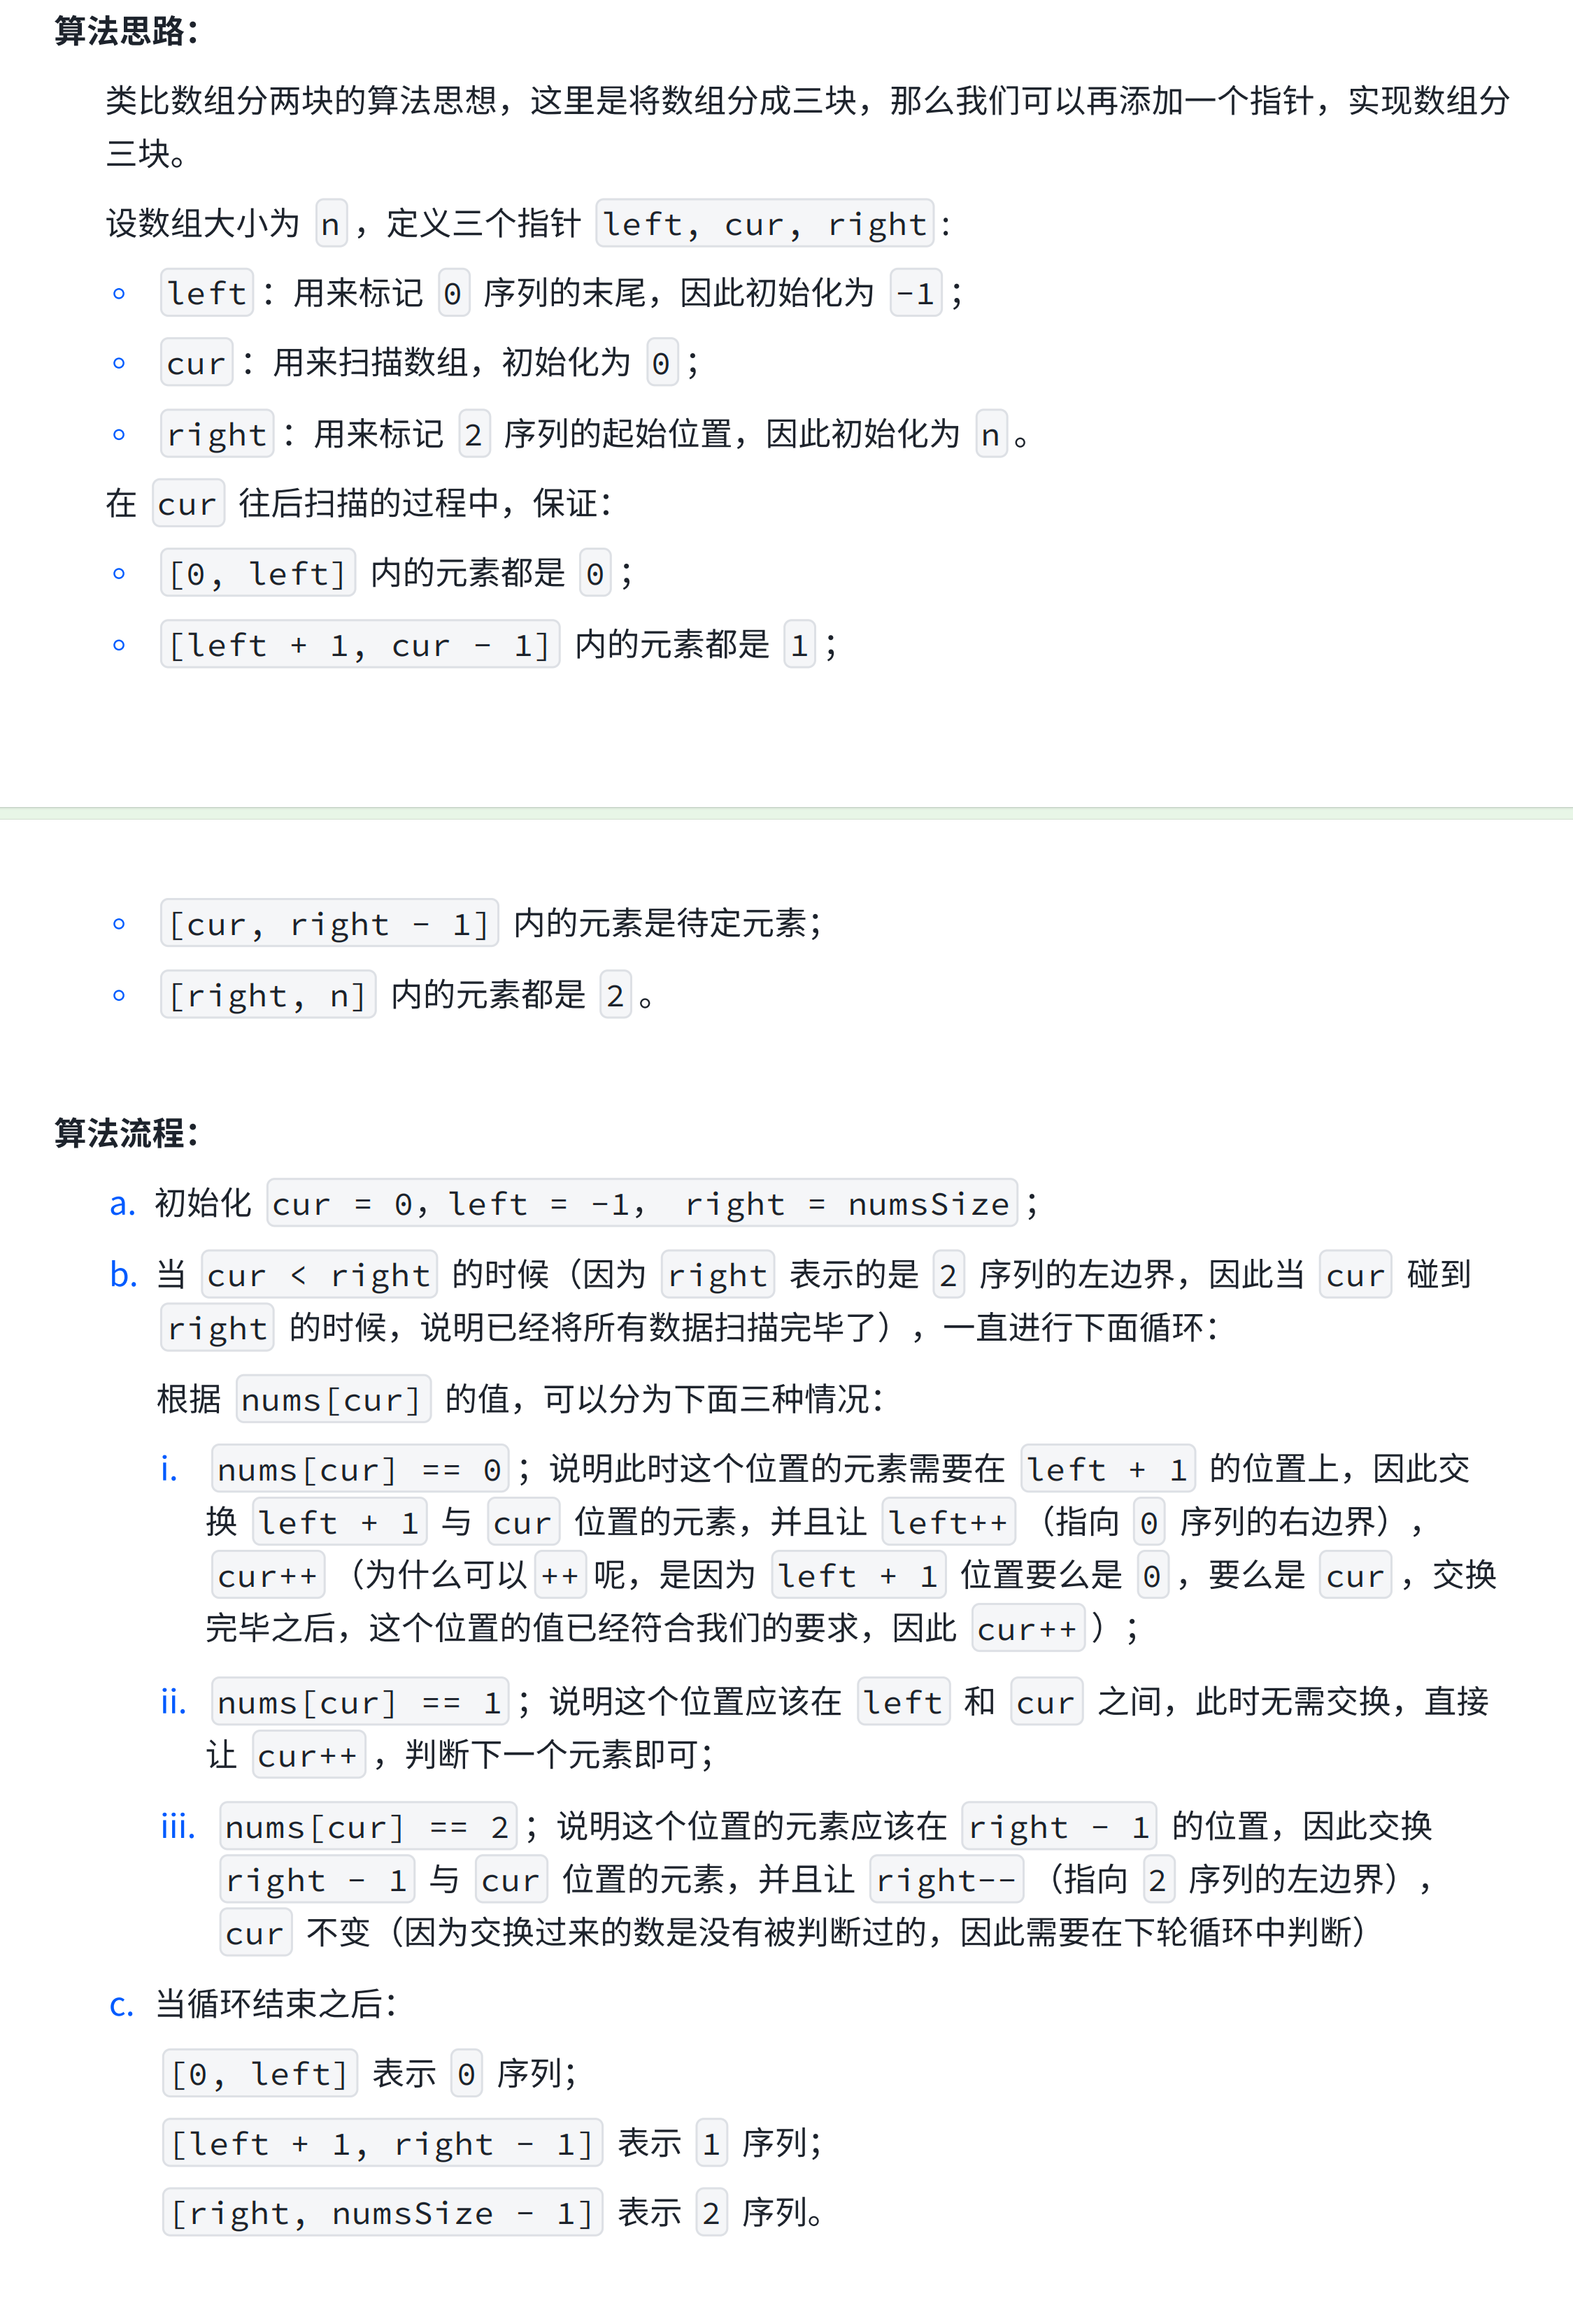 算法思路：
类比数组分两块的算法思想，这里是将数组分成三块，那么我们可以再添加一个指针，实现数组分
三块。
设数组大小为 n，定义三个指针 left, cur, right：
left：用来标记 0 序列的末尾，因此初始化为 -1；
cur：用来扫描数组，初始化为 0；
right：用来标记 2 序列的起始位置，因此初始化为 n。
在 cur 往后扫描的过程中，保证：
[0, left] 内的元素都是 0；
[left + 1, cur - 1] 内的元素都是 1；
[cur, right - 1] 内的元素是待定元素；
[right, n] 内的元素都是 2。
算法流程：
a. 初始化 cur = 0，left = -1， right = numsSize；
b. 当 cur < right 的时候（因为 right 表示的是 2 序列的左边界，因此当 cur 碰到
right 的时候，说明已经将所有数据扫描完毕了），一直进行下面循环：
根据 nums[cur] 的值，可以分为下面三种情况：
i. nums[cur] == 0；说明此时这个位置的元素需要在 left + 1 的位置上，因此交
换 left + 1 与 cur 位置的元素，并且让 left++（指向 0 序列的右边界），
cur++（为什么可以 ++ 呢，是因为 left + 1 位置要么是 0，要么是 cur，交换
完毕之后，这个位置的值已经符合我们的要求，因此 cur++）；
ii. nums[cur] == 1；说明这个位置应该在 left 和 cur 之间，此时无需交换，直接
让 cur++，判断下一个元素即可；
iii. nums[cur] == 2；说明这个位置的元素应该在 right - 1 的位置，因此交换
right - 1 与 cur 位置的元素，并且让 right--（指向 2 序列的左边界），
cur 不变（因为交换过来的数是没有被判断过的，因此需要在下轮循环中判断）
c. 当循环结束之后：
[0, left] 表示 0 序列；
[left + 1, right - 1] 表示 1 序列；
[right, numsSize - 1] 表示 2 序列。